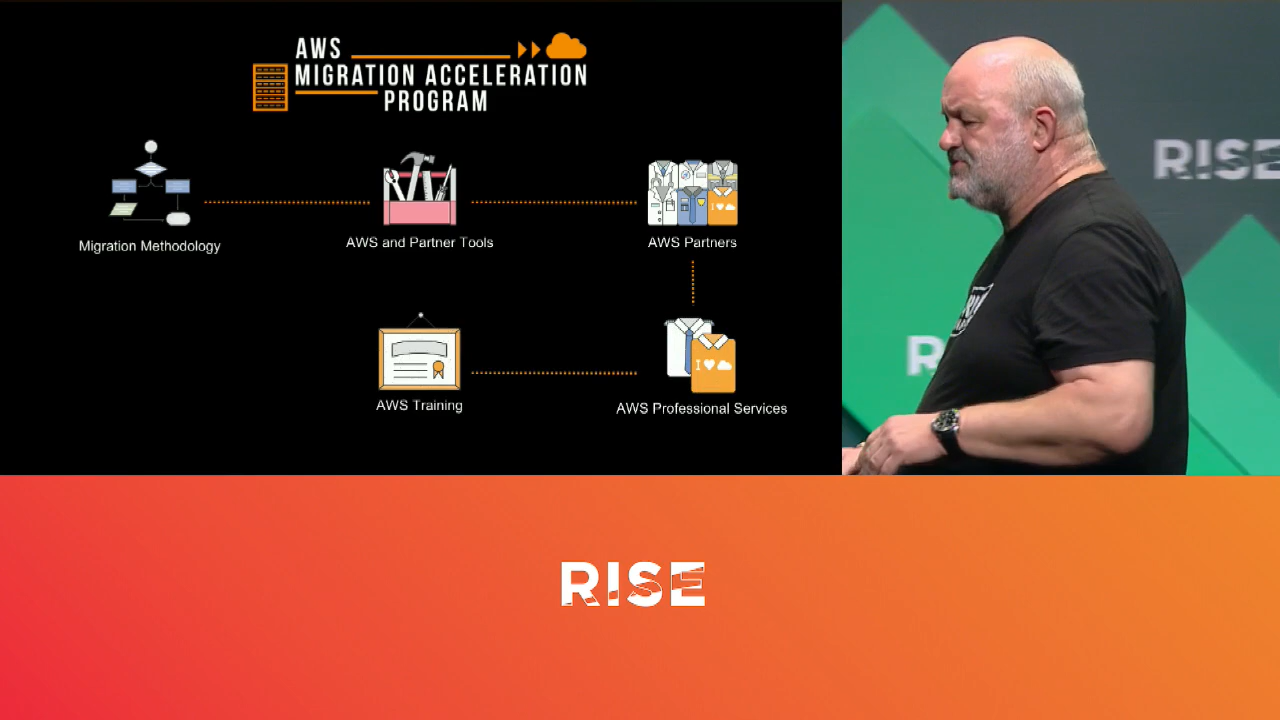 AWS
MIGRATION ACCELERATION
PROGRAM
Migration Methodology
AWS and Partner Tools
I
AWS Partners
AWS Training
I
AWS Professional Services
RISE
RISE